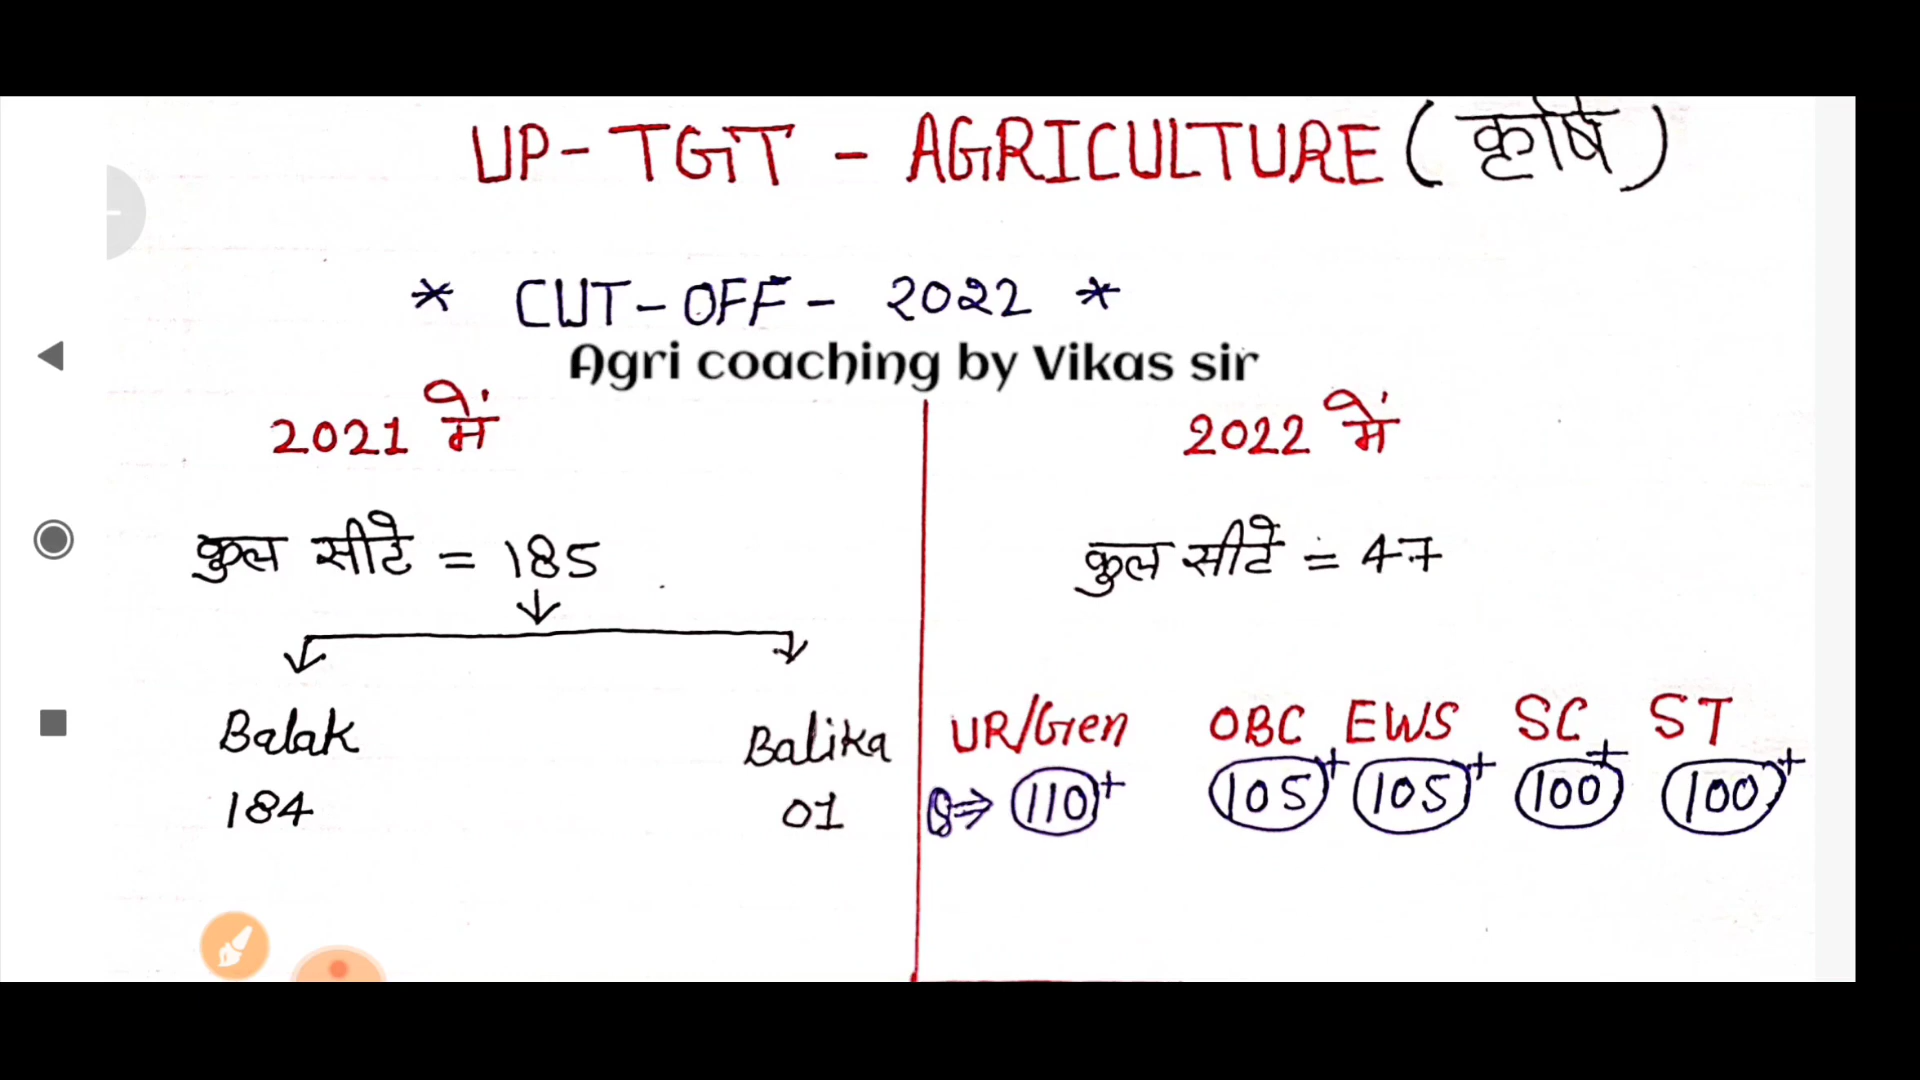 UP-TGT - AGRICULTURE (कृषि)
* CUT-OFF - 2022 *
Agri coaching by Vikas sir
2021 में
कुल सीटे = 185
Balak
184
Balika
01
2022 में
कुल सीटें = 47
UR/Gen OBC EWS SC ST
⇒ 110+ 105+ 105+ 100+ 100+